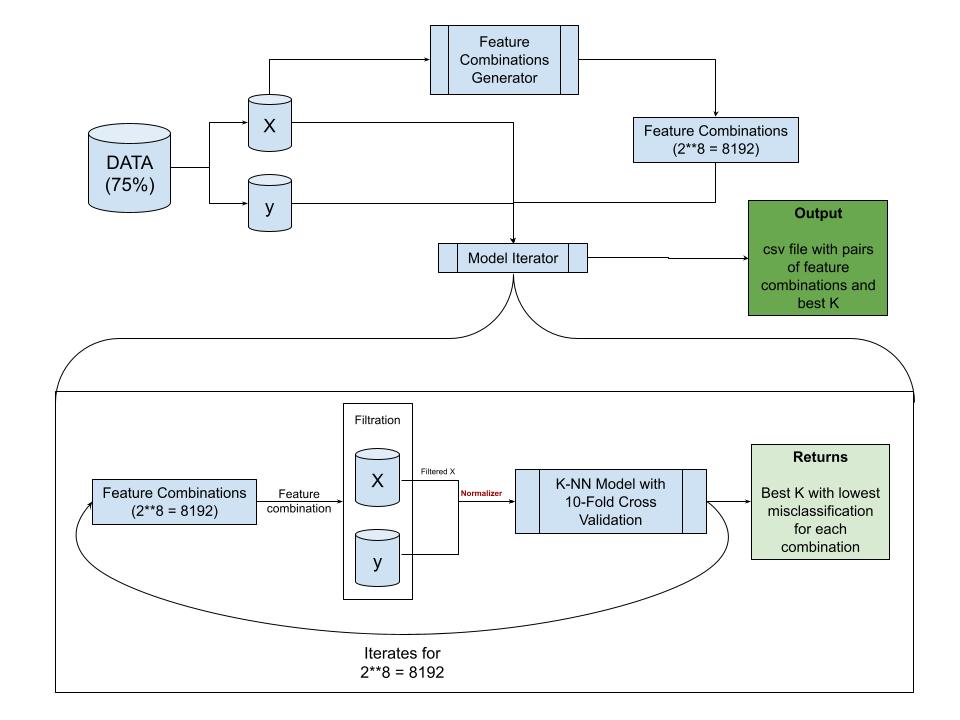 Feature
Combinations
Generator
X
Feature Combinations
(2**8 = 8192)
DATA
(75%)
y
Output
csv file with pairs
of feature
combinations and
best K
Model Iterator
Filtration
X
Filtered X
Normalizer
Feature Combinations
(2**8 = 8192)
Feature
combination
K-NN Model with
10-Fold Cross
Validation
Returns
Best K with lowest
misclassification
for each
combination
y
Iterates for
2**8 = 8192